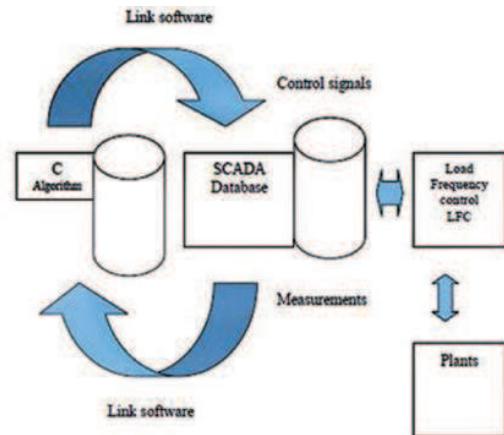 Link software
Control signals
C
Algorithm
SCADA
Database
Load
Frequency
control
LFC
Measurements
Plants
Link software